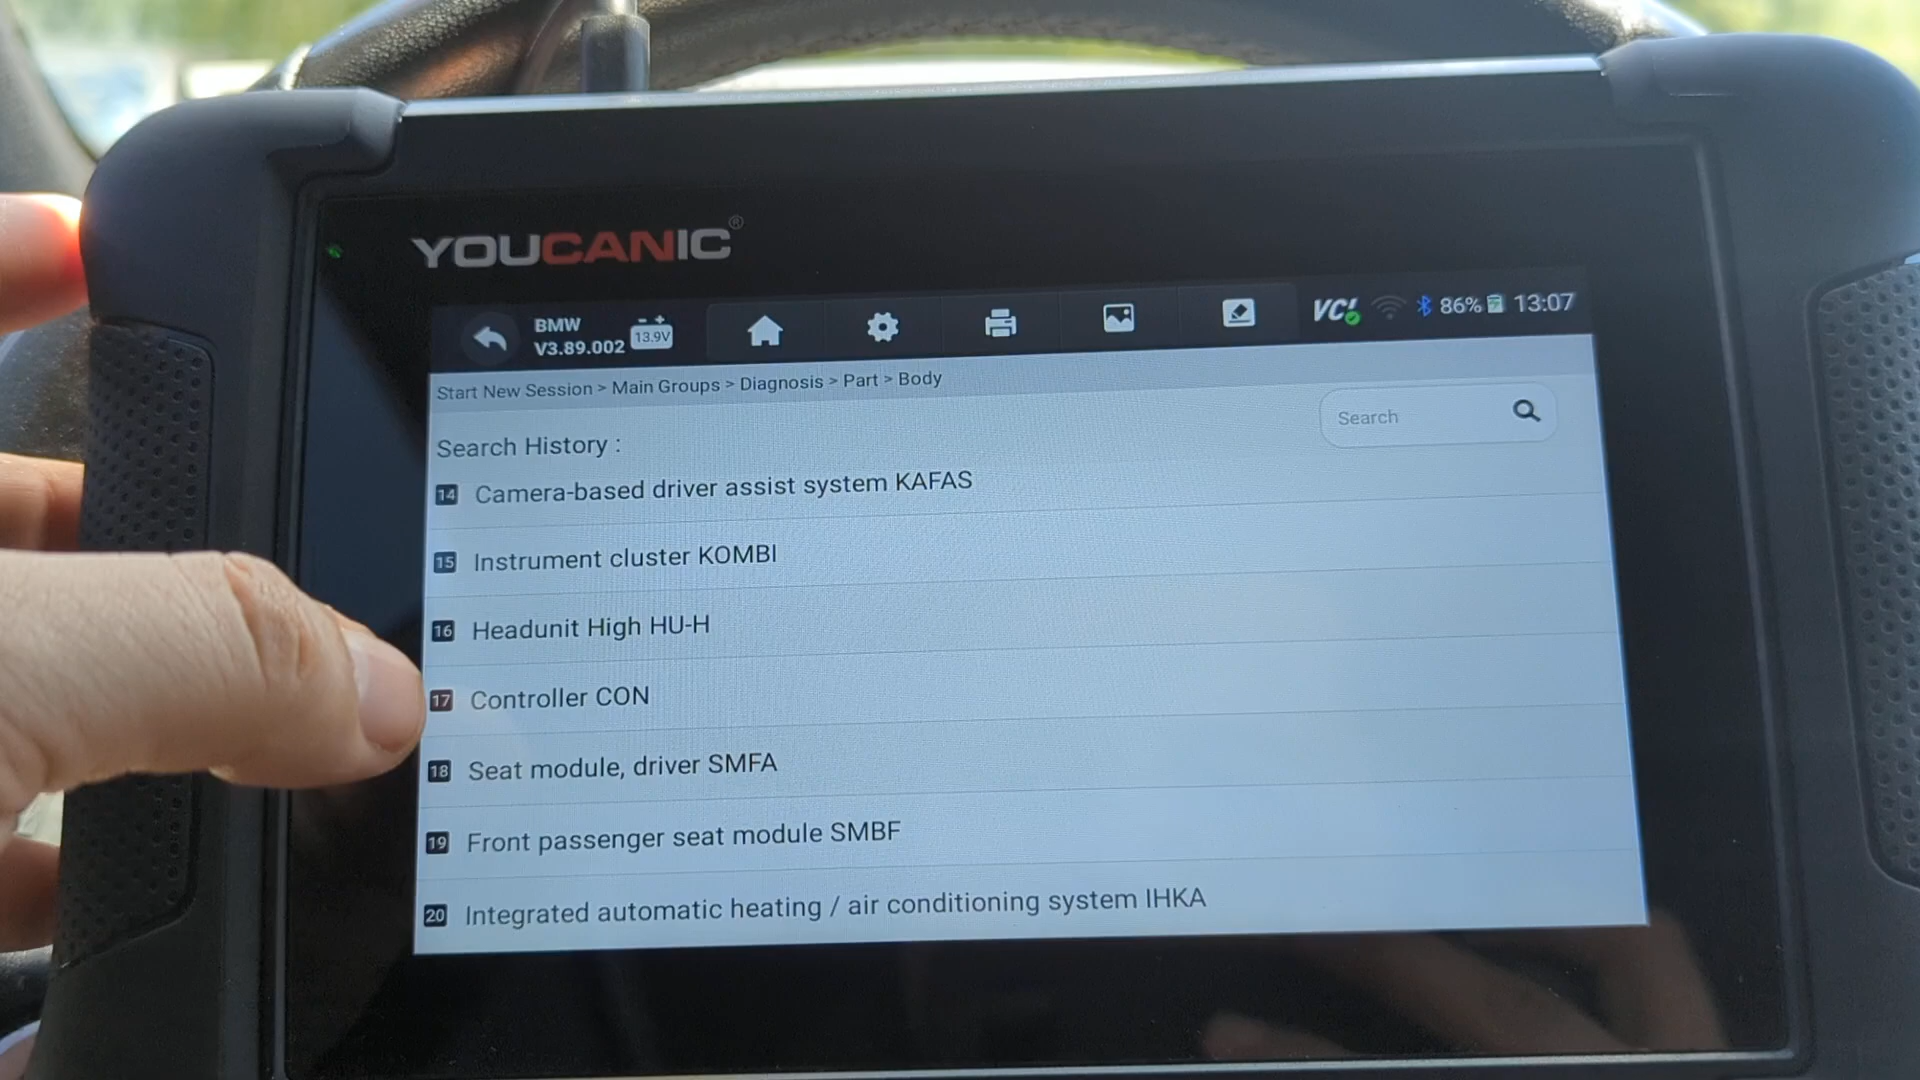 YOUCANIC®
BMW
V3.89.002
13.9V
VCI
86%
13:07
Start New Session > Main Groups > Diagnosis > Part > Body
Search
Search History :
14 Camera-based driver assist system KAFAS
15 Instrument cluster KOMBI
16 Headunit High HU-H
17 Controller CON
18 Seat module, driver SMFA
19 Front passenger seat module SMBF
20 Integrated automatic heating / air conditioning system IHKA